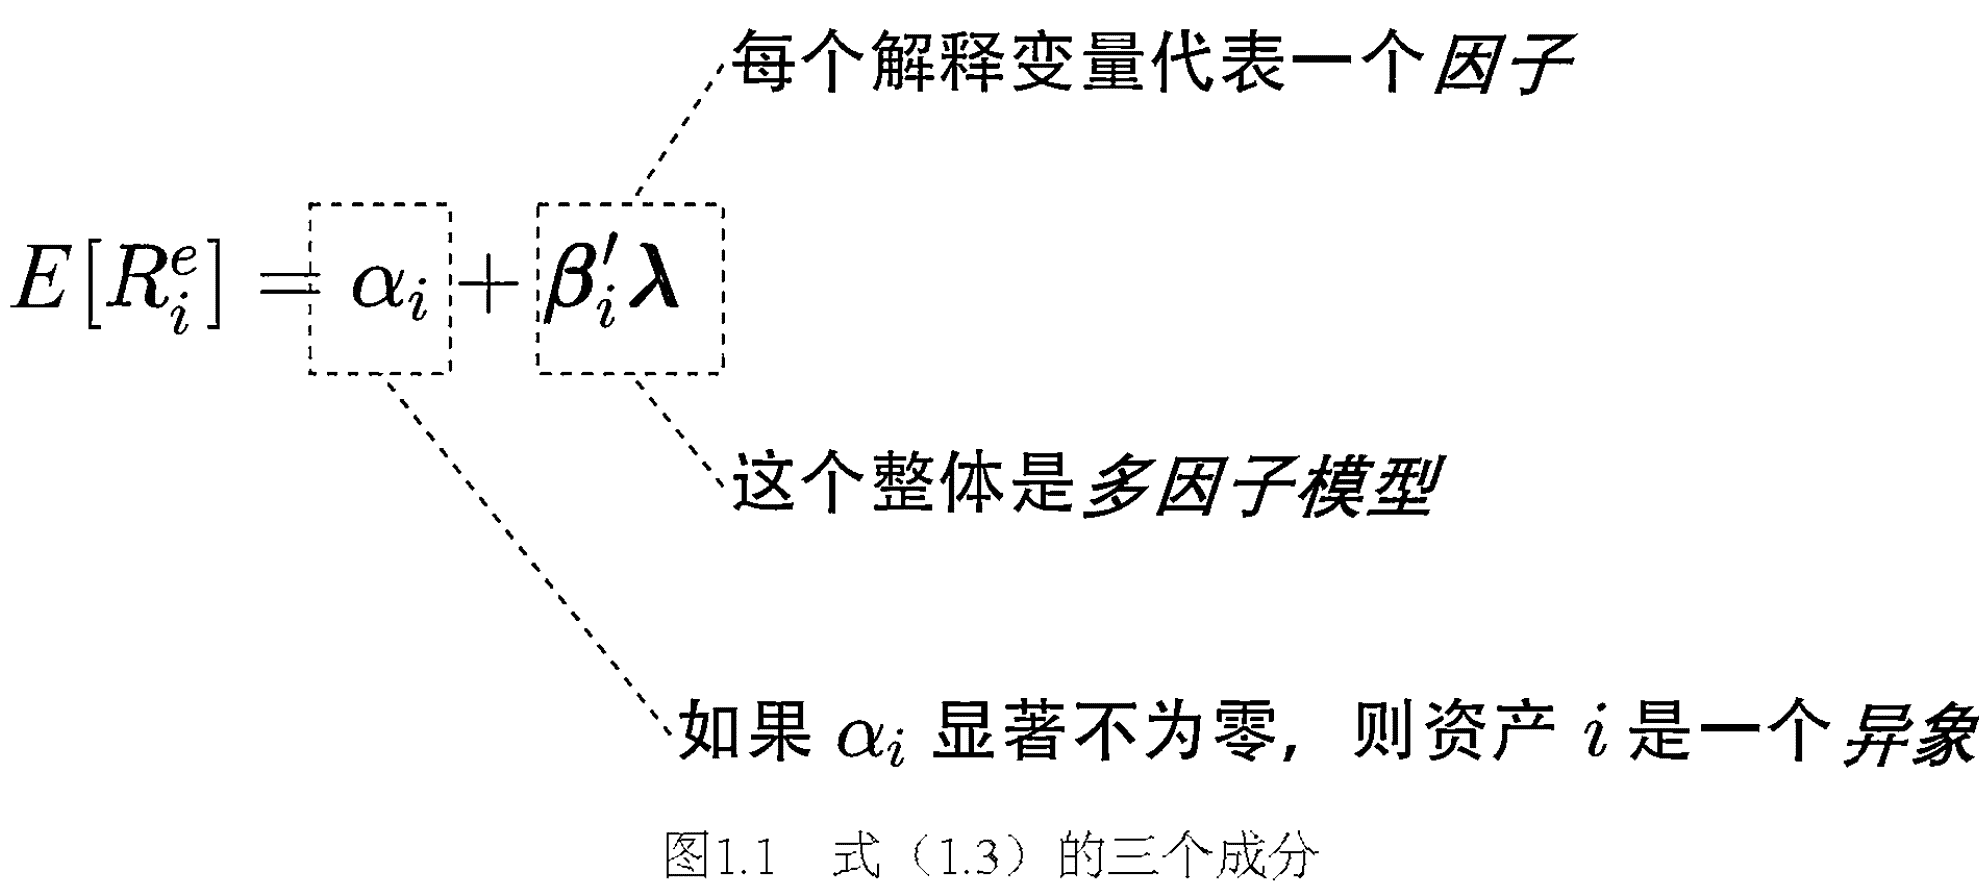 每个解释变量代表一个因子
E[R_i^e] = α_i + β_i′λ
这个整体是多因子模型
如果 α_i 显著不为零，则资产 i 是一个异象
图1.1 式（1.3）的三个成分